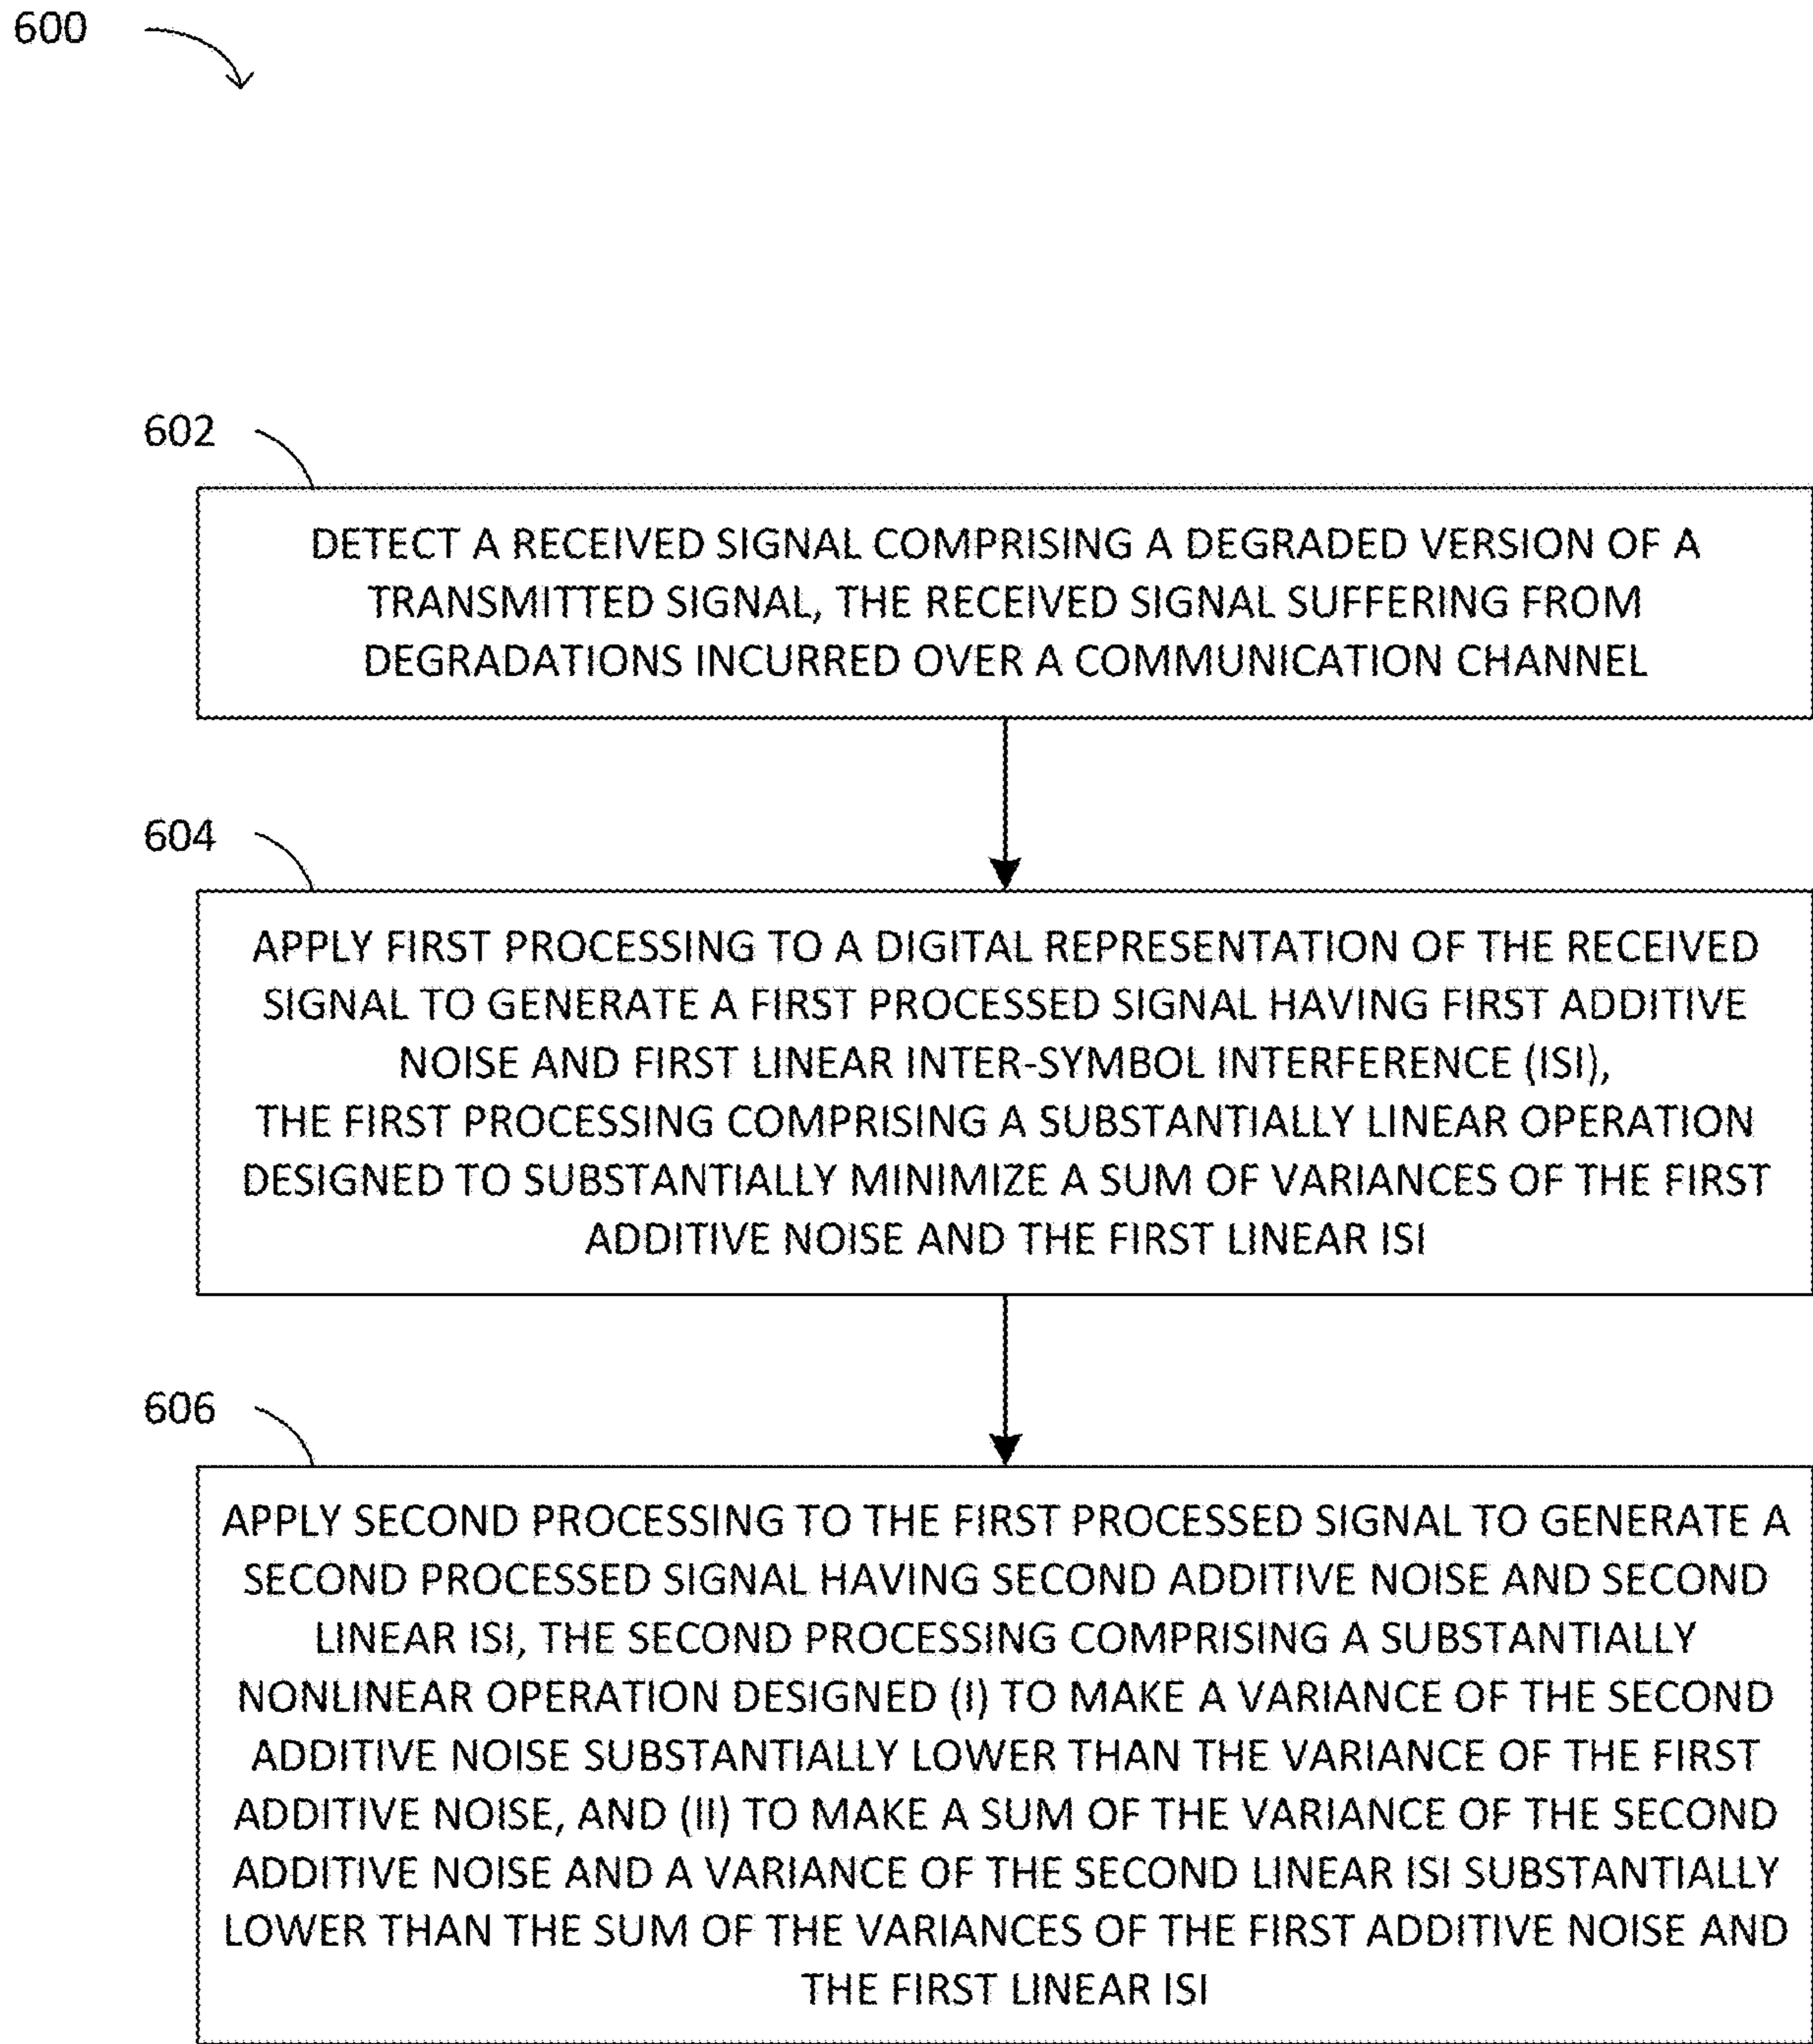 600
602
DETECT A RECEIVED SIGNAL COMPRISING A DEGRADED VERSION OF A
TRANSMITTED SIGNAL, THE RECEIVED SIGNAL SUFFERING FROM
DEGRADATIONS INCURRED OVER A COMMUNICATION CHANNEL
604
APPLY FIRST PROCESSING TO A DIGITAL REPRESENTATION OF THE RECEIVED
SIGNAL TO GENERATE A FIRST PROCESSED SIGNAL HAVING FIRST ADDITIVE
NOISE AND FIRST LINEAR INTER-SYMBOL INTERFERENCE (ISI),
THE FIRST PROCESSING COMPRISING A SUBSTANTIALLY LINEAR OPERATION
DESIGNED TO SUBSTANTIALLY MINIMIZE A SUM OF VARIANCES OF THE FIRST
ADDITIVE NOISE AND THE FIRST LINEAR ISI
606
APPLY SECOND PROCESSING TO THE FIRST PROCESSED SIGNAL TO GENERATE A
SECOND PROCESSED SIGNAL HAVING SECOND ADDITIVE NOISE AND SECOND
LINEAR ISI, THE SECOND PROCESSING COMPRISING A SUBSTANTIALLY
NONLINEAR OPERATION DESIGNED (I) TO MAKE A VARIANCE OF THE SECOND
ADDITIVE NOISE SUBSTANTIALLY LOWER THAN THE VARIANCE OF THE FIRST
ADDITIVE NOISE, AND (II) TO MAKE A SUM OF THE VARIANCE OF THE SECOND
ADDITIVE NOISE AND A VARIANCE OF THE SECOND LINEAR ISI SUBSTANTIALLY
LOWER THAN THE SUM OF THE VARIANCES OF THE FIRST ADDITIVE NOISE AND
THE FIRST LINEAR ISI